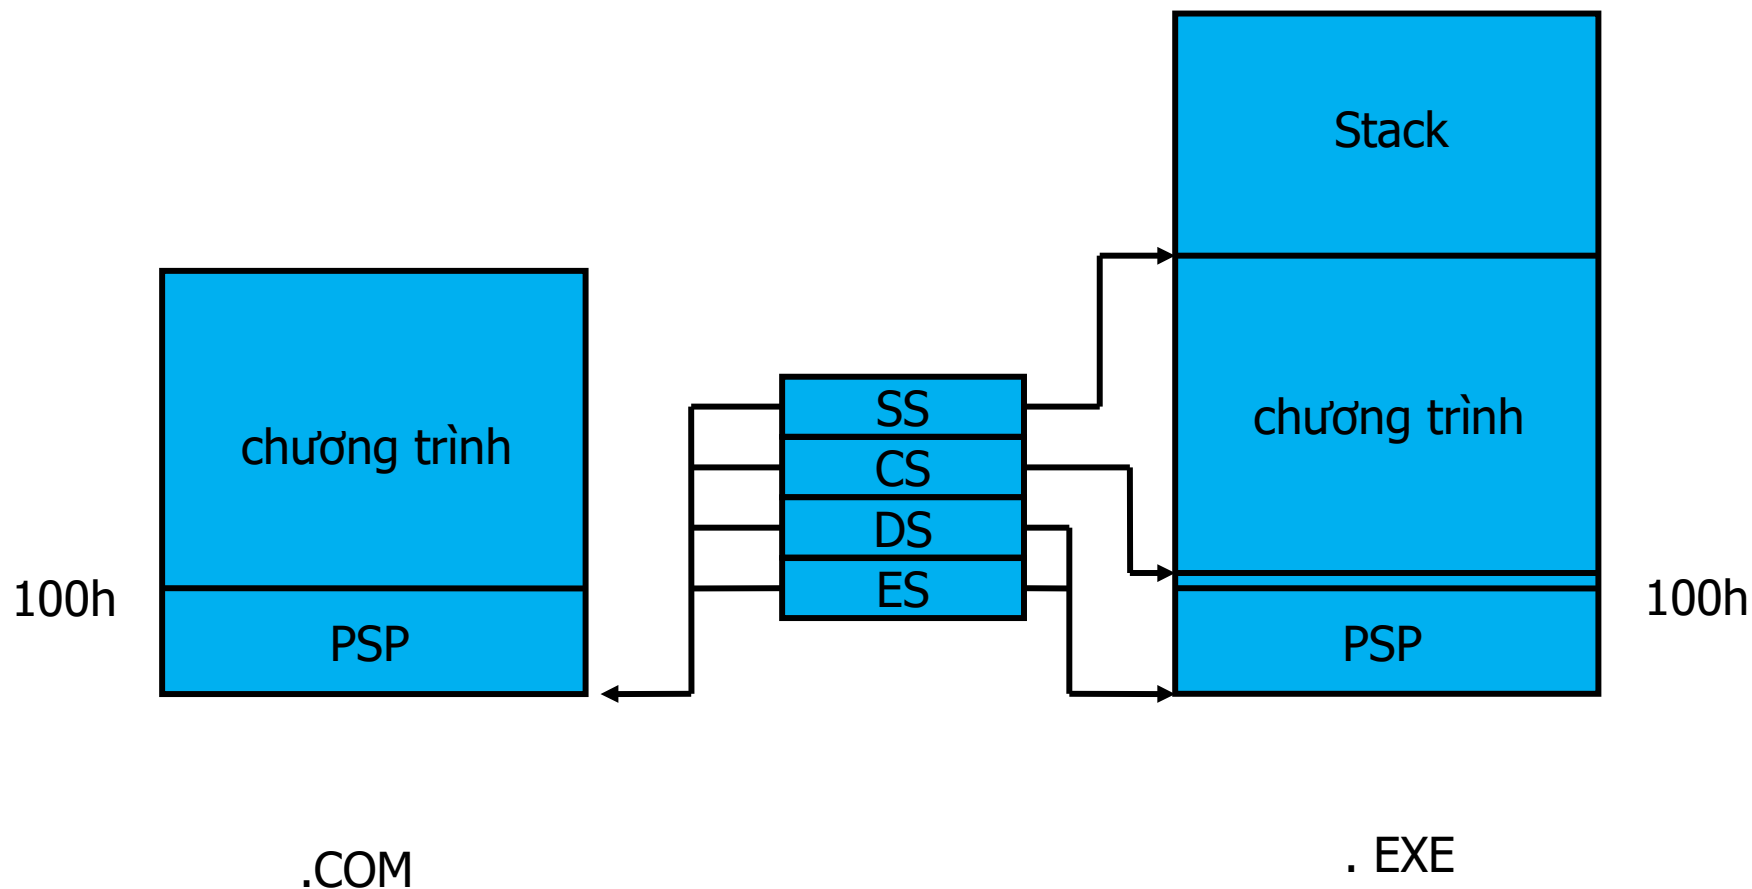 Stack
chương trình
chương trình
SS
CS
DS
ES
100h
100h
PSP
PSP
.COM
. EXE